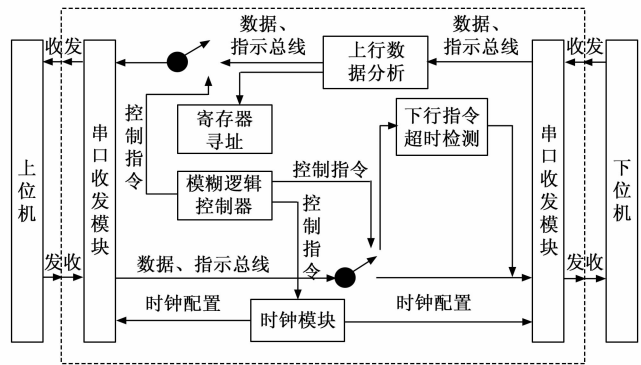 数据、
指示总线
上行数
据分析
数据、
指示总线
收发
收发
上位机
串口收发模块
控制指令
寄存器
寻址
下行指令
超时检测
模糊逻辑
控制器
控制指令
控制指令
串口收发模块
下位机
发收
数据、指示总线
发收
时钟配置
时钟模块
时钟配置